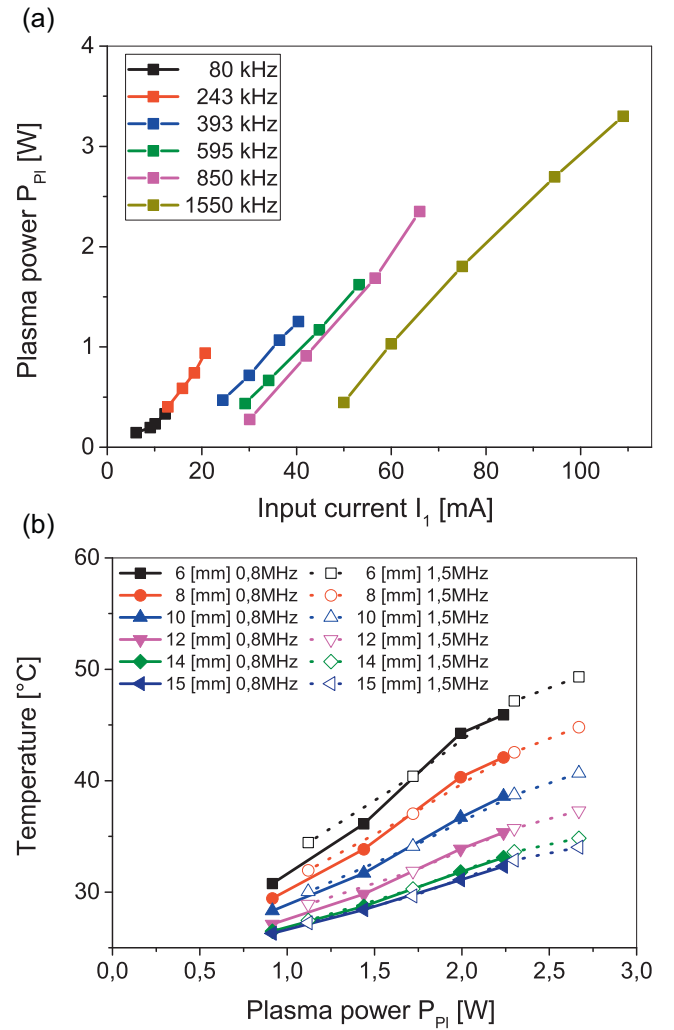 (a)
4
3
2
1
0
Plasma power P_Pl [W]
80 kHz
243 kHz
393 kHz
595 kHz
850 kHz
1550 kHz
0 20 40 60 80 100
Input current I_1 [mA]
(b)
60
50
40
30
Temperature [°C]
6 [mm] 0,8MHz 6 [mm] 1,5MHz
8 [mm] 0,8MHz 8 [mm] 1,5MHz
10 [mm] 0,8MHz 10 [mm] 1,5MHz
12 [mm] 0,8MHz 12 [mm] 1,5MHz
14 [mm] 0,8MHz 14 [mm] 1,5MHz
15 [mm] 0,8MHz 15 [mm] 1,5MHz
0,0 0,5 1,0 1,5 2,0 2,5 3,0
Plasma power P_Pl [W]